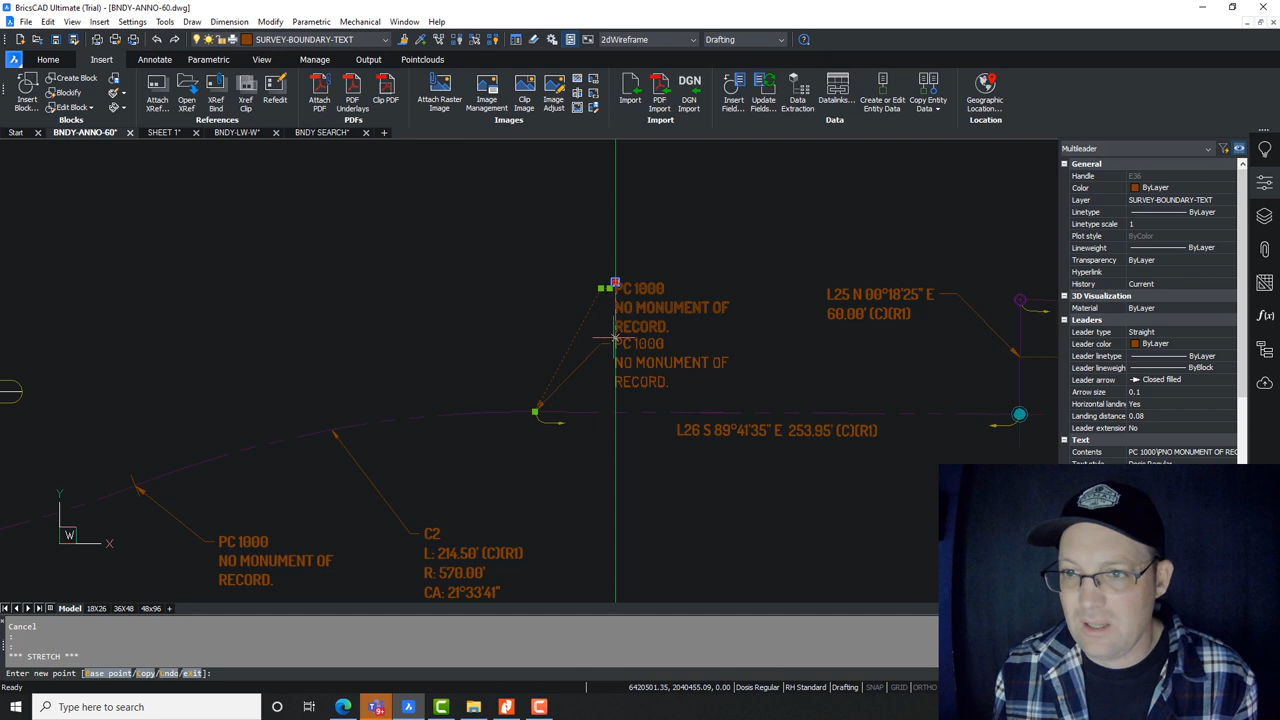 BricsCAD Ultimate (Trial) - [BNDY-ANNO-60.dwg]
File Edit View Insert Settings Tools Draw Dimension Modify Parametric Mechanical Window Help
SURVEY-BOUNDARY-TEXT 2dWireframe Drafting
Home Insert Annotate Parametric View Manage Output Pointclouds
Insert Block... Create Block Blockify Edit Block
Attach XRef Open XRef Xref Bind Xref Clip Refedit
Attach PDF PDF Underlays Clip PDF
Attach Raster Image Image Management Clip Image Image Adjust
Import PDF Import DGN Import
Insert Field... Update Fields Data Extraction Datalinks... Create or Edit Entity Data Copy Entity Data
Geographic Location...
Blocks References PDFs Images Import Data Location
Start BNDY-ANNO-60* SHEET 1* BNDY-LW-W* BNDY SEARCH*
PC 1000
NO MONUMENT OF
RECORD.
PC 1000
NO MONUMENT OF
RECORD.
L25 N 00°18'25" E
60.00' (C)(R1)
L26 S 89°41'35" E 253.95' (C)(R1)
PC 1000
NO MONUMENT OF
RECORD.
C2
L: 214.50' (C)(R1)
R: 570.00'
CA: 21°33'41"
Y
W
X
Multileader
General
Handle E36
Color ByLayer
Layer SURVEY-BOUNDARY-TEXT
Linetype ByLayer
Linetype scale 1
Plot style ByColor
Lineweight ByLayer
Transparency ByLayer
Hyperlink
History Current
3D Visualization
Material ByLayer
Leaders
Leader type Straight
Leader color ByLayer
Leader linetype ByLayer
Leader lineweigh ByBlock
Leader arrow Closed filled
Arrow size 0.1
Horizontal landing Yes
Landing distance 0.08
Leader extension No
Text
Contents PC 1000\PNO MONUMENT OF REC
Model 18X26 36X48 48x96 +
Cancel
:
:
*** STRETCH ***
Enter new point [Base point/Copy/Undo/eXit]:
Ready 6420501.35, 2040455.09, 0.00 Dosis Regular RH Standard Drafting SNAP GRID ORTHO
Type here to search
9+